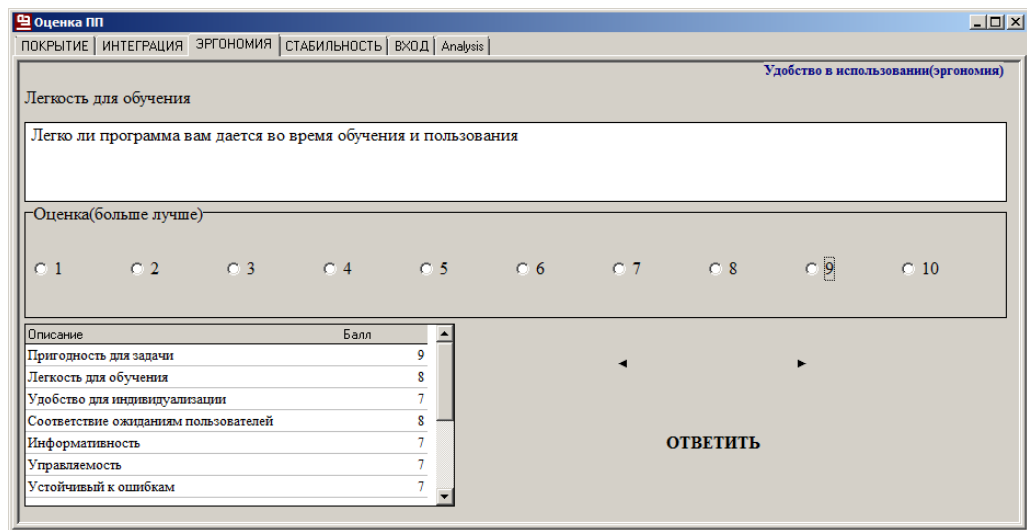 Оценка ПП
ПОКРЫТИЕ ИНТЕГРАЦИЯ ЭРГОНОМИЯ СТАБИЛЬНОСТЬ ВХОД Analysis
Удобство в использовании(эргономия)
Легкость для обучения
Легко ли программа вам дается во время обучения и пользования
Оценка(больше лучше)
1 2 3 4 5 6 7 8 9 10
Описание Балл
Пригодность для задачи 9
Легкость для обучения 8
Удобство для индивидуализации 7
Соответствие ожиданиям пользователей 8
Информативность 7
Управляемость 7
Устойчивый к ошибкам 7
ОТВЕТИТЬ